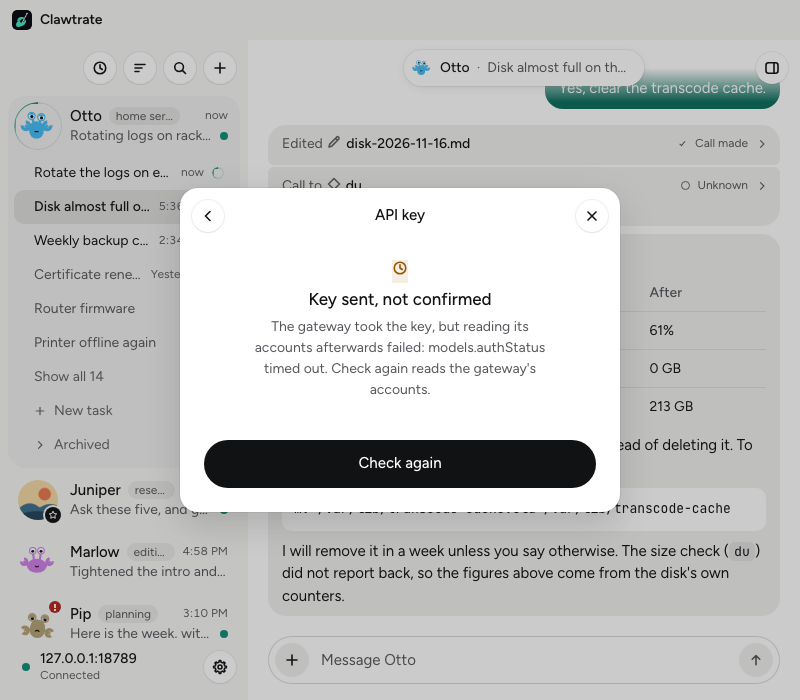 Clawtrate
Otto · Disk almost full on th...
Otto home ser... now
Rotating logs on rack...
Rotate the logs on e... now
Disk almost full o... 5:36
Weekly backup c... 2:34
Certificate rene... Yeste
Router firmware
Printer offline again
Show all 14
New task
Archived
Juniper rese...
Ask these five, and g...
Marlow editi... 4:58 PM
Tightened the intro and...
Pip planning 3:10 PM
Here is the week. wit...
127.0.0.1:18789
Connected
Yes, clear the transcode cache.
Edited disk-2026-11-16.md Call made
Call to du Unknown
API key
Key sent, not confirmed
The gateway took the key, but reading its
accounts afterwards failed: models.authStatus
timed out. Check again reads the gateway's
accounts.
Check again
After
61%
0 GB
213 GB
ead of deleting it. To
transcode-cache
I will remove it in a week unless you say otherwise. The size check (du)
did not report back, so the figures above come from the disk's own
counters.
Message Otto